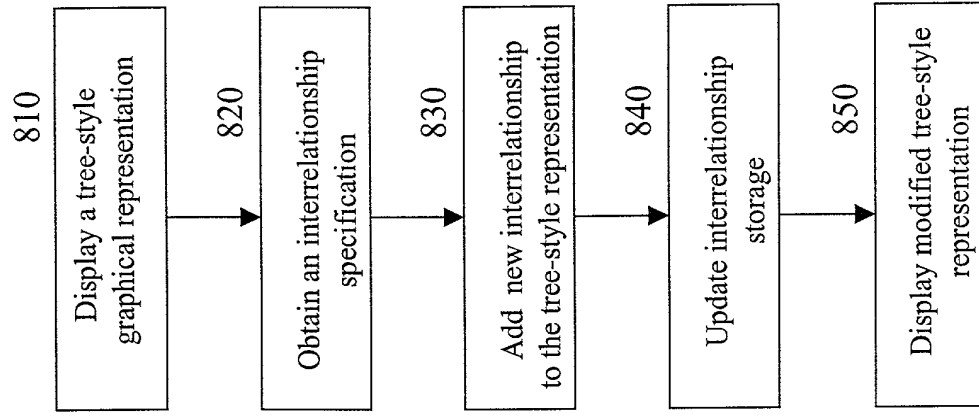 810
Display a tree-style
graphical representation
820
Obtain an interrelationship
specification
830
Add new interrelationship
to the tree-style representation
840
Update interrelationship
storage
850
Display modified tree-style
representation